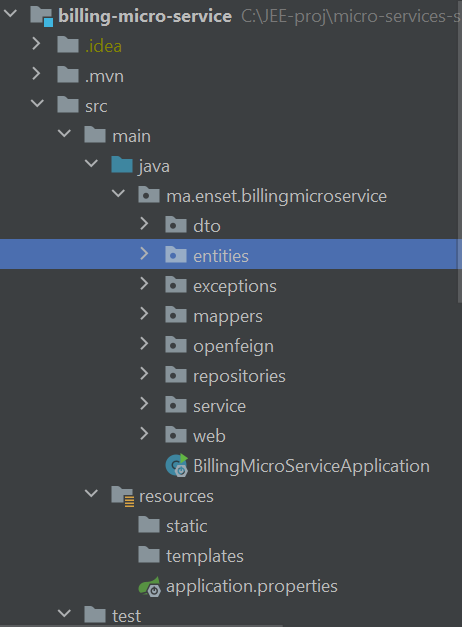 billing-micro-service C:\JEE-proj\micro-services-s
.idea
.mvn
src
main
java
ma.enset.billingmicroservice
dto
entities
exceptions
mappers
openfeign
repositories
service
web
BillingMicroServiceApplication
resources
static
templates
application.properties
test